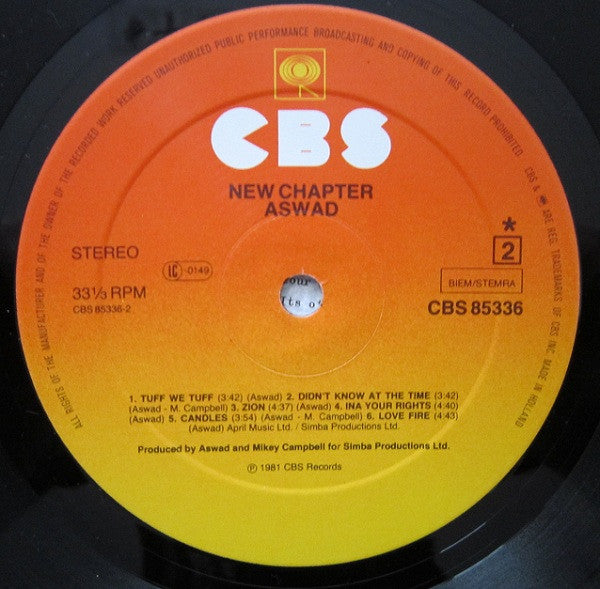 ALL RIGHTS OF THE MANUFACTURER AND OF THE OWNER OF THE RECORDED WORK RESERVED UNAUTHORIZED PUBLIC PERFORMANCE BROADCASTING AND COPYING OF THIS RECORD PROHIBITED. CBS & ARE REG. TRADEMARKS OF CBS INC. MADE IN HOLLAND
CBS
NEW CHAPTER
ASWAD
*
STEREO
LC -0149
2
33⅓ RPM
BIEM/STEMRA
CBS 85336-2
CBS 85336
1. TUFF WE TUFF (3:42) (Aswad) 2. DIDN'T KNOW AT THE TIME (3:42)
(Aswad - M. Campbell) 3. ZION (4:37) (Aswad) 4. INA YOUR RIGHTS (4:40)
(Aswad) 5. CANDLES (3:54) (Aswad - M. Campbell) 6. LOVE FIRE (4:43)
(Aswad) April Music Ltd. / Simba Productions Ltd.
Produced by Aswad and Mikey Campbell for Simba Productions Ltd.
℗ 1981 CBS Records